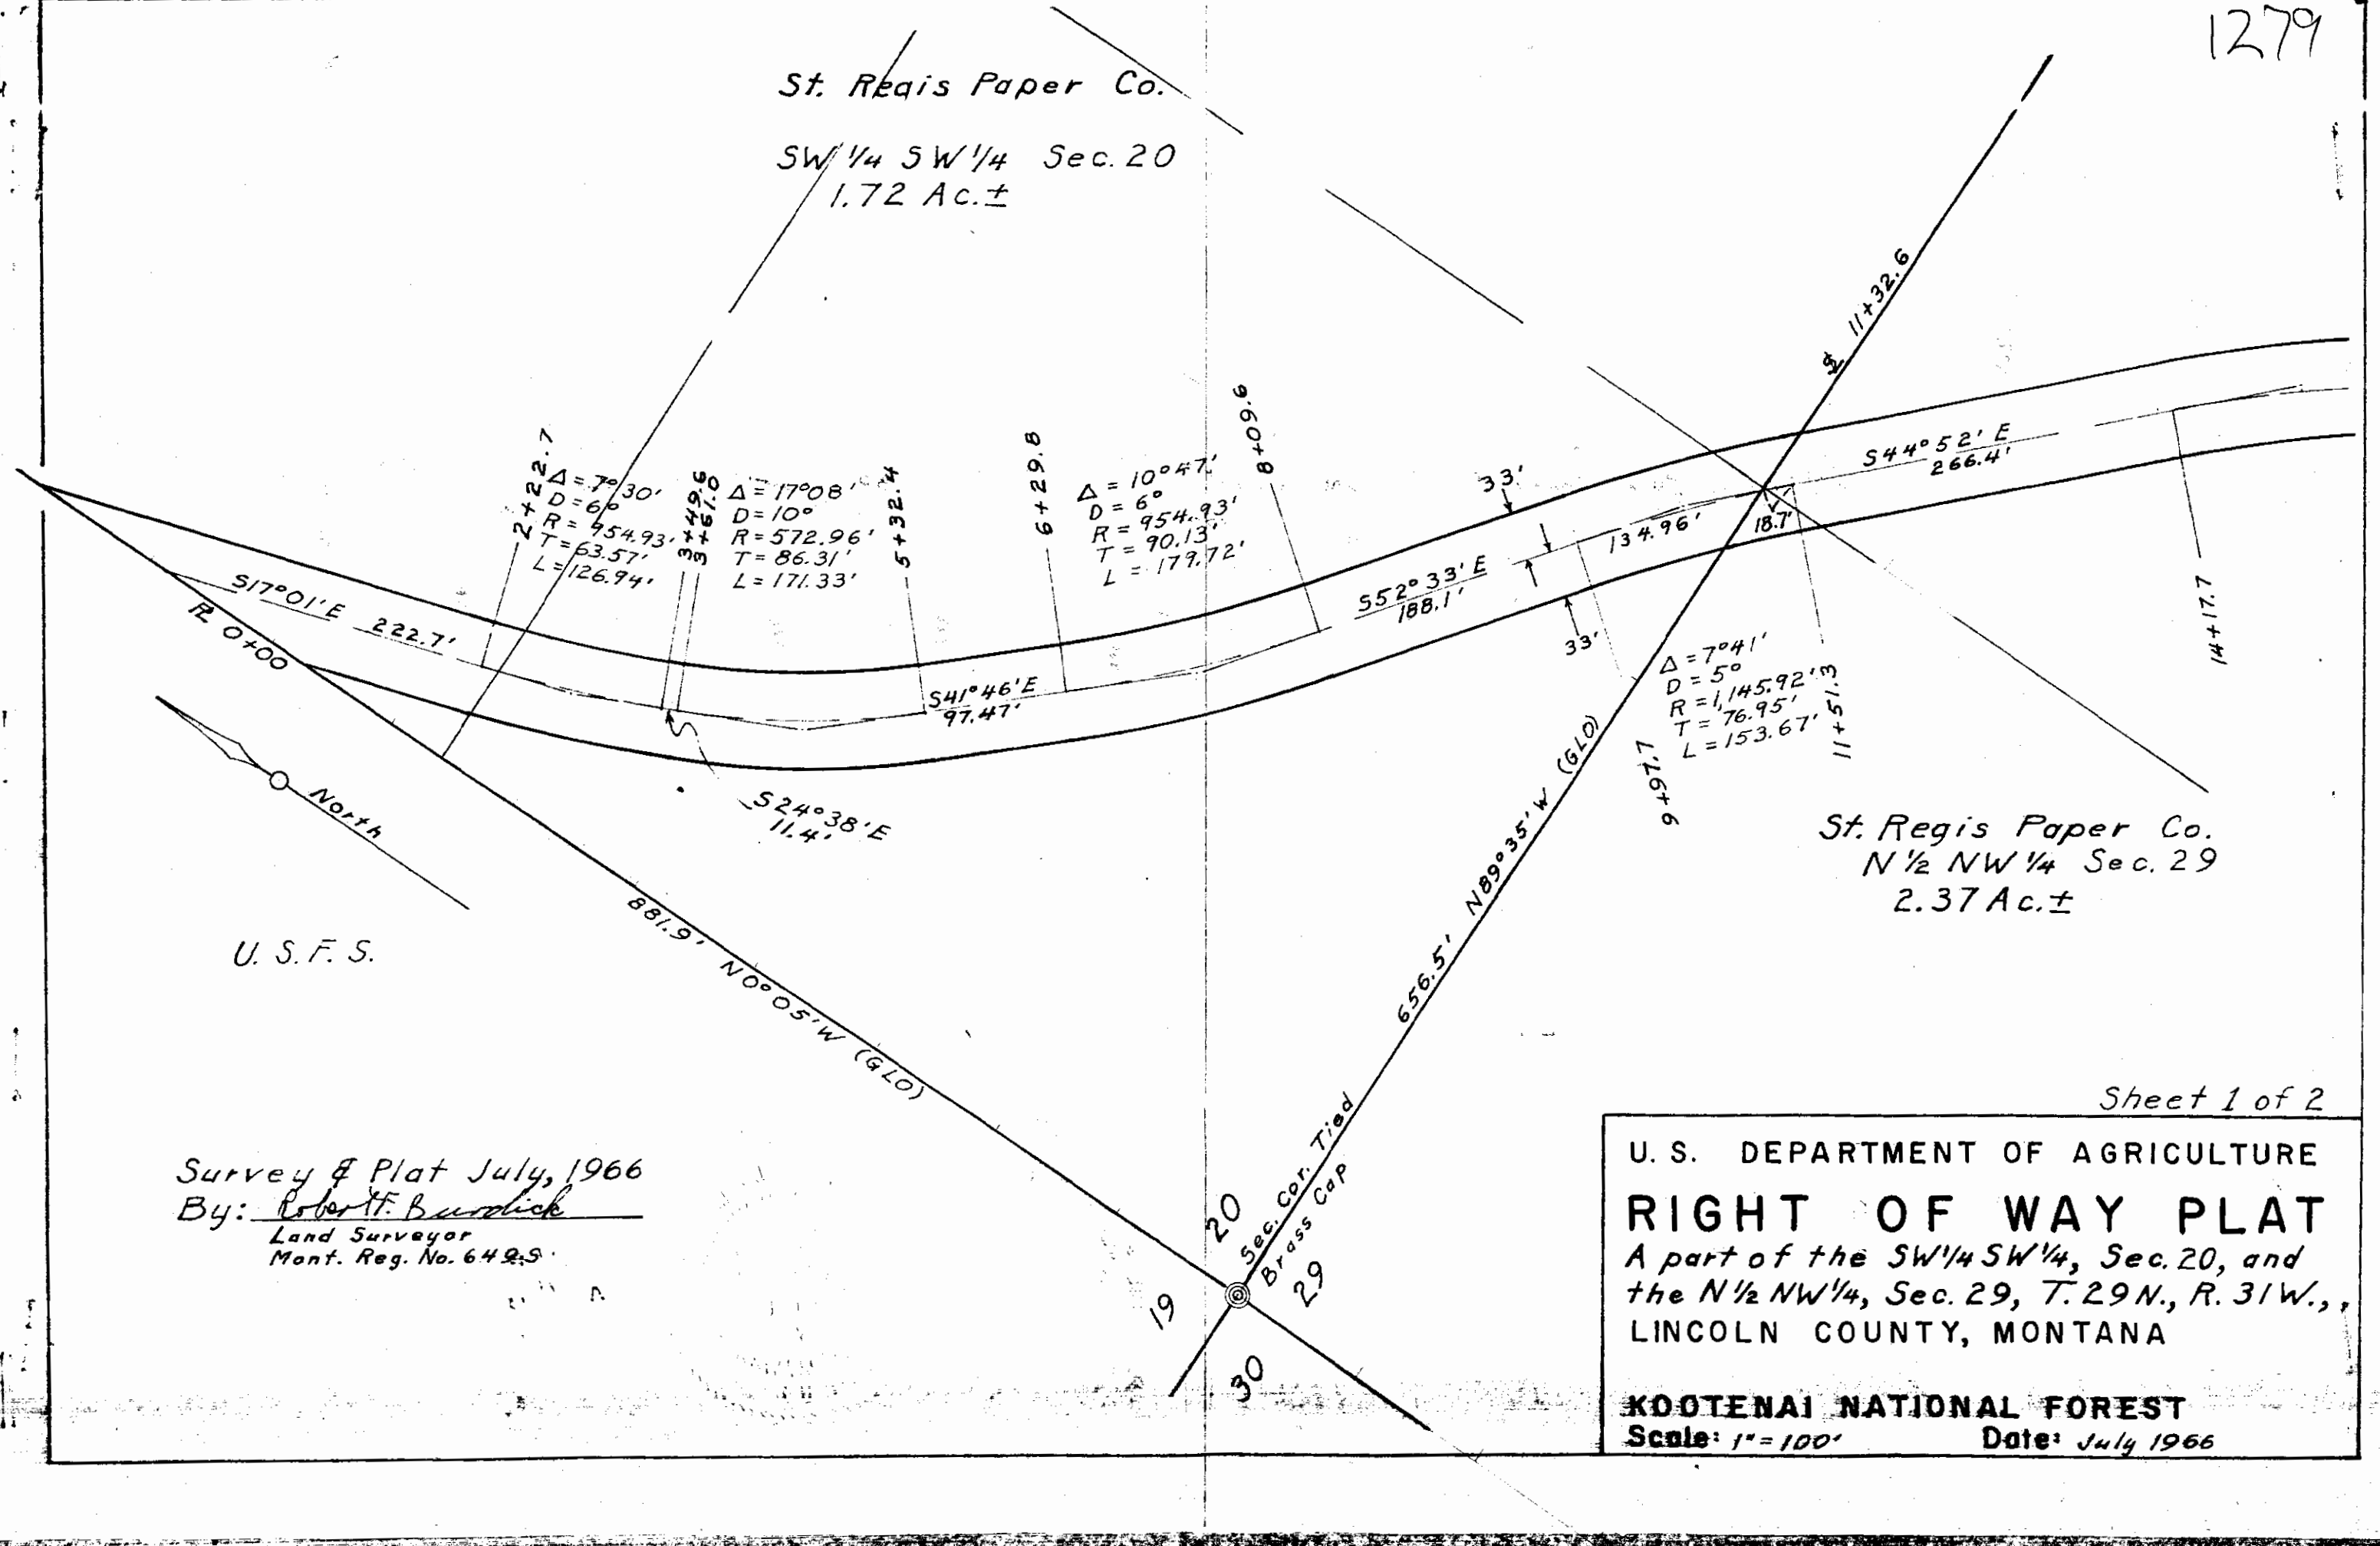 1279
St. Regis Paper Co.
SW 1/4 SW 1/4 Sec. 20
1.72 Ac.±
2+22.7
Δ = 7°30'
D = 6°
R = 954.93'
T = 63.57'
L = 126.94'
3+49.6
3+61.0
Δ = 17°08'
D = 10°
R = 572.96'
T = 86.31'
L = 171.33'
5+32.4
6+29.8
Δ = 10°47'
D = 6°
R = 954.93'
T = 90.13'
L = 179.72'
8+09.6
33'
11+32.6
S44°52'E
266.4'
134.96'
18.7'
S52°33'E
188.1'
33'
S17°01'E 222.7'
0+00
S41°46'E
97.47'
S24°38'E
11.4'
Δ = 7°41'
D = 5°
R = 1,145.92'
T = 76.95'
L = 153.67'
9+97.7
11+51.3
14+17.7
North
St. Regis Paper Co.
N 1/2 NW 1/4 Sec. 29
2.37 Ac.±
U.S.F.S.
881.9' N0°05'W (GLO)
656.5' N89°35'W (GLO)
Sec. Cor. Tied
Brass Cap
20
29
19
30
Survey & Plat July, 1966
By: Robert F. Burdick
Land Surveyor
Mont. Reg. No.
Sheet 1 of 2
U.S. DEPARTMENT OF AGRICULTURE
RIGHT OF WAY PLAT
A part of the SW1/4 SW1/4, Sec. 20, and
the N1/2 NW1/4, Sec. 29, T. 29 N., R. 31 W.,
LINCOLN COUNTY, MONTANA
KOOTENAI NATIONAL FOREST
Scale: 1"=100' Date: July 1966